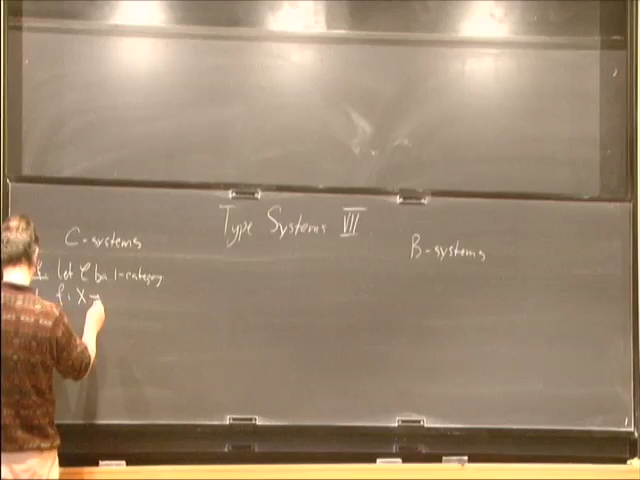 Type Systems VII
C-systems
let C be a 1-category
f: X
B-systems